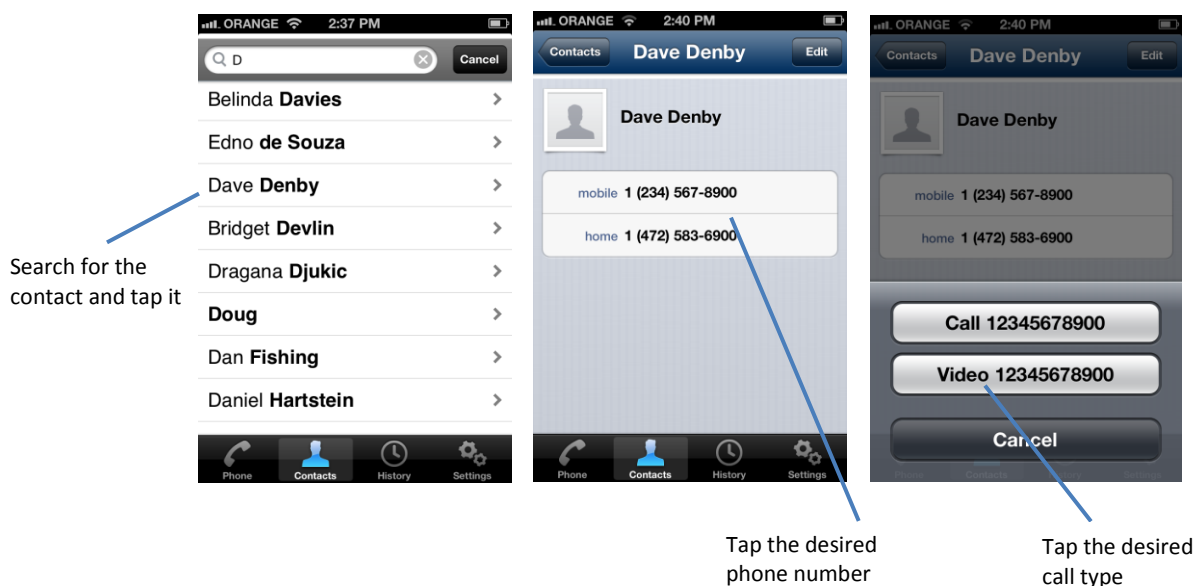 ORANGE 2:37 PM
D
Cancel
Belinda Davies
Edno de Souza
Dave Denby
Bridget Devlin
Dragana Djukic
Doug
Dan Fishing
Daniel Hartstein
Phone Contacts History Settings
Search for the
contact and tap it
ORANGE 2:40 PM
Contacts Dave Denby Edit
Dave Denby
mobile 1 (234) 567-8900
home 1 (472) 583-6900
Phone Contacts History Settings
Tap the desired
phone number
ORANGE 2:40 PM
Contacts Dave Denby Edit
Dave Denby
mobile 1 (234) 567-8900
home 1 (472) 583-6900
Call 12345678900
Video 12345678900
Cancel
Phone Contacts History Settings
Tap the desired
call type